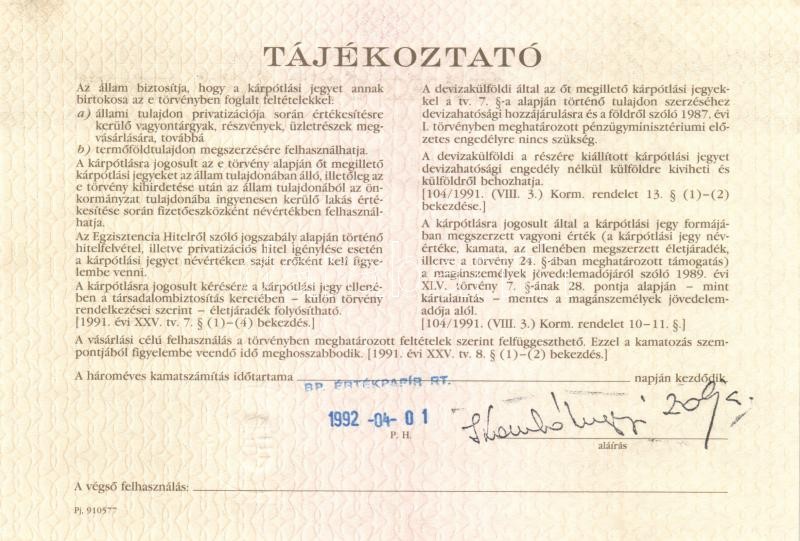 TÁJÉKOZTATÓ
Az állam biztosítja, hogy a kárpótlási jegyet annak
birtokosa az e törvényben foglalt feltételekkel:
a) állami tulajdon privatizációja során értékesítésre
kerülő vagyontárgyak, részvények, üzletrészek meg-
vásárlására, továbbá
b) termőföldtulajdon megszerzésére felhasználhatja.
A kárpótlásra jogosult az e törvény alapján őt megillető
kárpótlási jegyeket az állam tulajdonában álló, illetőleg az
e törvény kihirdetése után az állam tulajdonából az ön-
kormányzat tulajdonába ingyenesen kerülő lakás érté-
kesítése során fizetőeszközként névértékben felhasznál-
hatja.
Az Egzisztencia Hitelről szóló jogszabály alapján történő
hitelfelvétel, illetve privatizációs hitel igénylése esetén
a kárpótlási jegyet névértéken saját erőként kell figye-
lembe venni.
A kárpótlásra jogosult kérésére a kárpótlási jegy ellené-
ben a társadalombiztosítás keretében – külön törvény
rendelkezései szerint – életjáradék folyósítható.
[1991. évi XXV. tv. 7. § (1)–(4) bekezdés.]
A devizakülföldi által az őt megillető kárpótlási jegyek-
kel a tv. 7. §-a alapján történő tulajdon szerzéséhez
devizahatósági hozzájárulásra és a földről szóló 1987. évi
I. törvényben meghatározott pénzügyminisztériumi elő-
zetes engedélyre nincs szükség.
A devizakülföldi a részére kiállított kárpótlási jegyet
devizahatósági engedély nélkül külföldre kiviheti és
külföldről behozhatja.
[104/1991. (VIII. 3.) Korm. rendelet 13. § (1)–(2)
bekezdése.]
A kárpótlásra jogosult által a kárpótlási jegy formájá-
ban megszerzett vagyoni érték (a kárpótlási jegy név-
értéke, kamata, az ellenében megszerzett életjáradék,
illetve a törvény 24. §-ában meghatározott támogatás)
a magánszemélyek jövedelemadójáról szóló 1989. évi
XLV. törvény 7. §-ának 28. pontja alapján – mint
kártalanítás – mentes a magánszemélyek jövedelem-
adója alól.
[104/1991. (VIII. 3.) Korm. rendelet 10–11. §.]
A vásárlási célú felhasználás a törvényben meghatározott feltételek szerint felfüggeszthető. Ezzel a kamatozás szem-
pontjából figyelembe veendő idő meghosszabbodik. [1991. évi XXV. tv. 8. § (1)–(2) bekezdés.]
A hároméves kamatszámítás időtartama napján kezdődik.
BP. ÉRTÉKPAPÍR RT.
1992 -04- 01
P. H.
aláírás
A végső felhasználás:
Pj. 910577